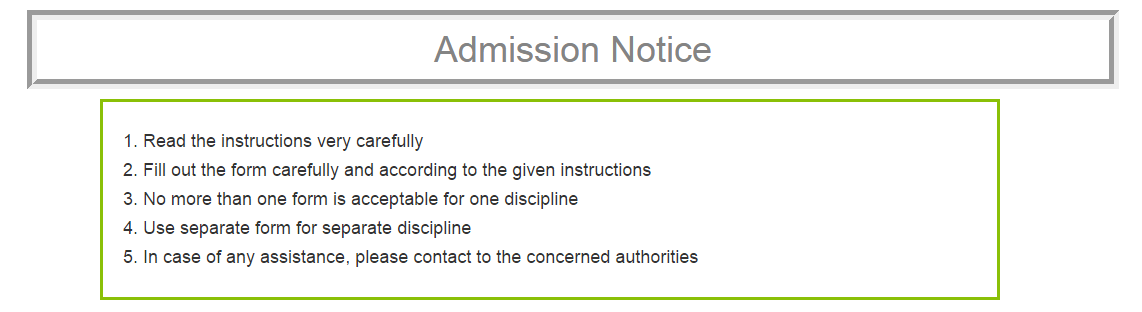 Admission Notice
1. Read the instructions very carefully
2. Fill out the form carefully and according to the given instructions
3. No more than one form is acceptable for one discipline
4. Use separate form for separate discipline
5. In case of any assistance, please contact to the concerned authorities